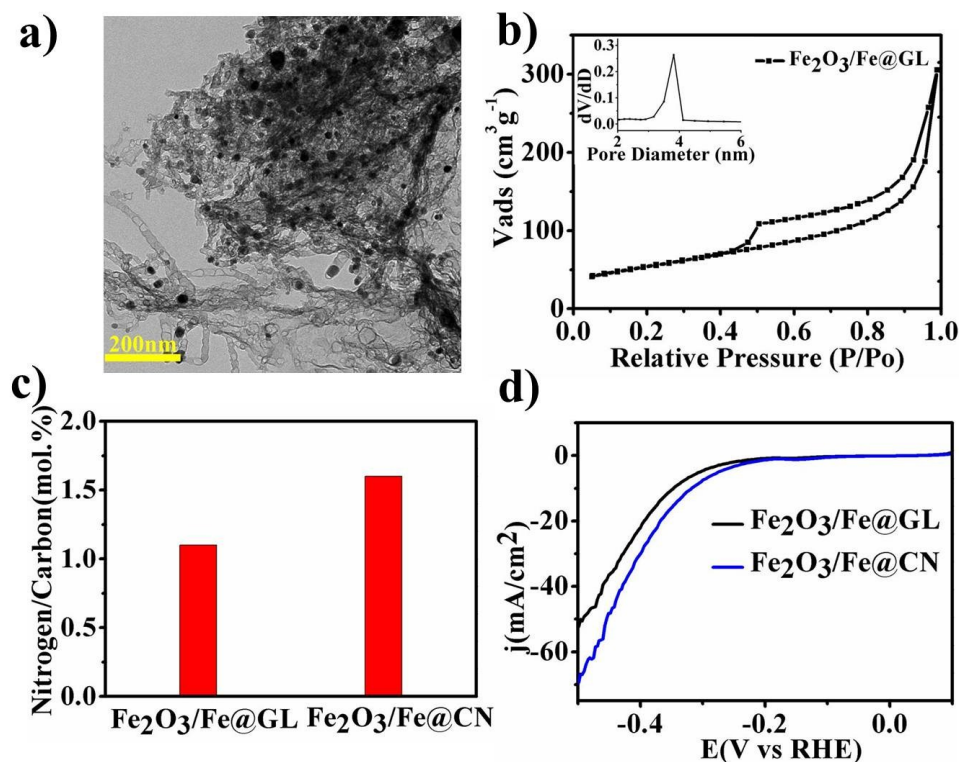 a)
200nm
b)
Vads (cm³g⁻¹)
300
200
100
0
0.0 0.2 0.4 0.6 0.8 1.0
Relative Pressure (P/Po)
Fe₂O₃/Fe@GL
dV/dD
0.3
0.2
0.1
0.0
2 4 6
Pore Diameter (nm)
c)
Nitrogen/Carbon(mol.%)
2.0
1.5
1.0
0.5
0.0
Fe₂O₃/Fe@GL Fe₂O₃/Fe@CN
d)
j(mA/cm2)
0
-20
-40
-60
Fe₂O₃/Fe@GL
Fe₂O₃/Fe@CN
-0.4 -0.2 0.0
E(V vs RHE)